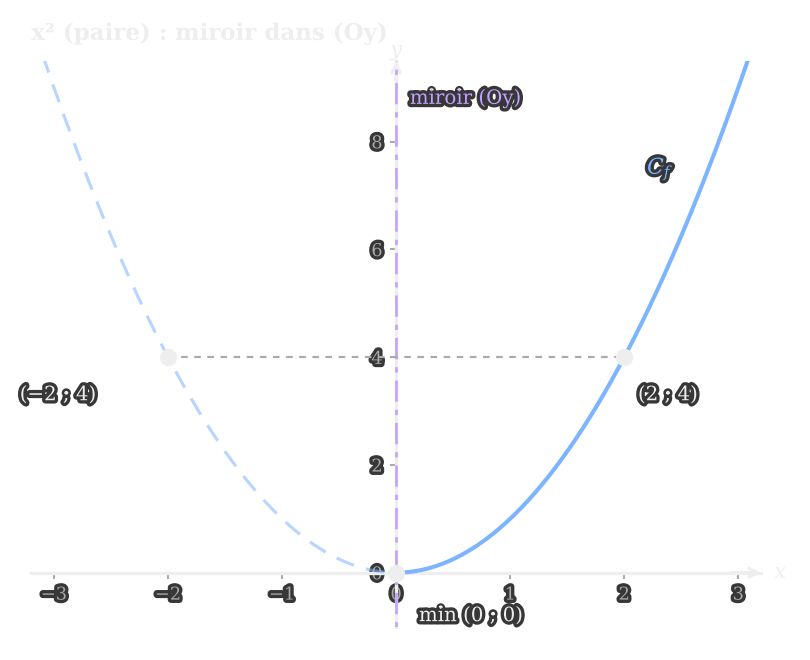 x² (paire) : miroir dans (Oy)
y
miroir (Oy)
8
C_f
6
4
(−2 ; 4)
(2 ; 4)
2
0
x
−3
−2
−1
0
1
2
3
min (0 ; 0)